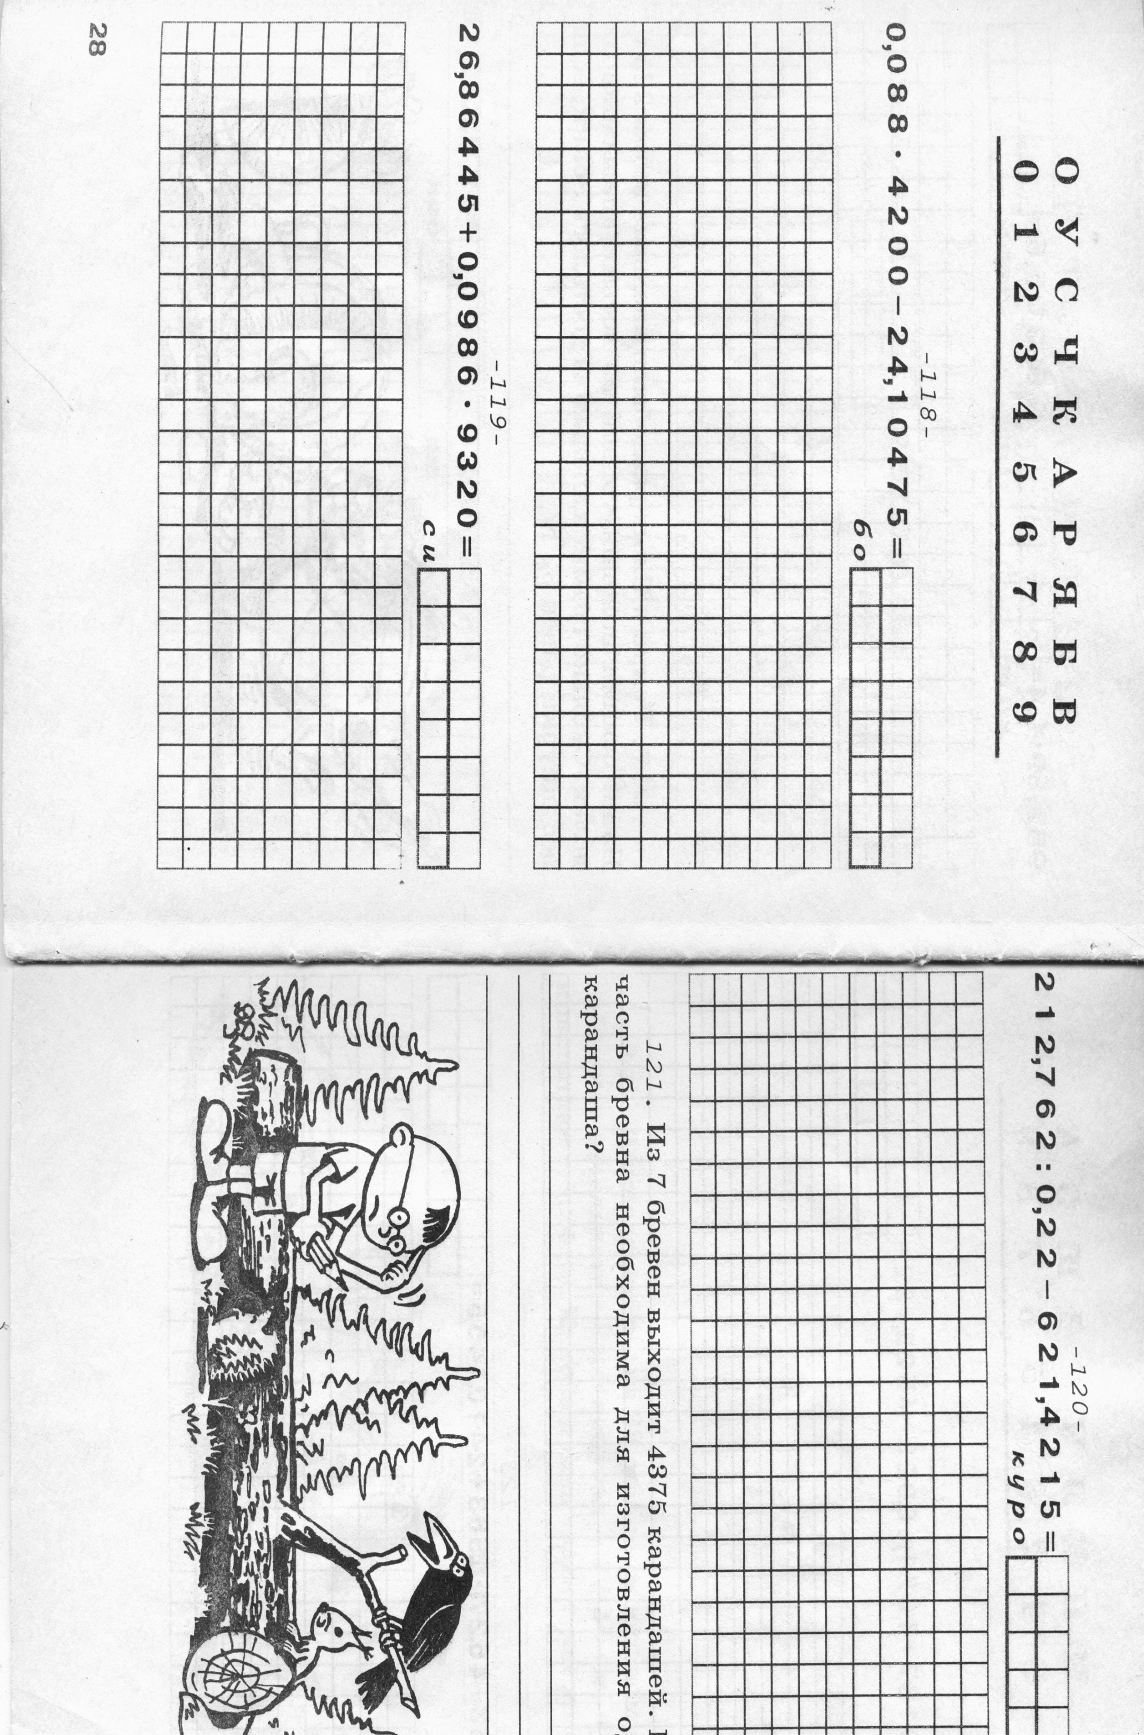 О У С Ч К А Р Я Б В
0 1 2 3 4 5 6 7 8 9
-118-
0,088 · 4200 − 24,10475 =
бо
-119-
26,86445 + 0,0986 · 9320 =
си
28
-120-
212,762 : 0,22 − 621,4215 =
куро
121. Из 7 бревен выходит 4375 карандашей.
часть бревна необходима для изготовления
карандаша?